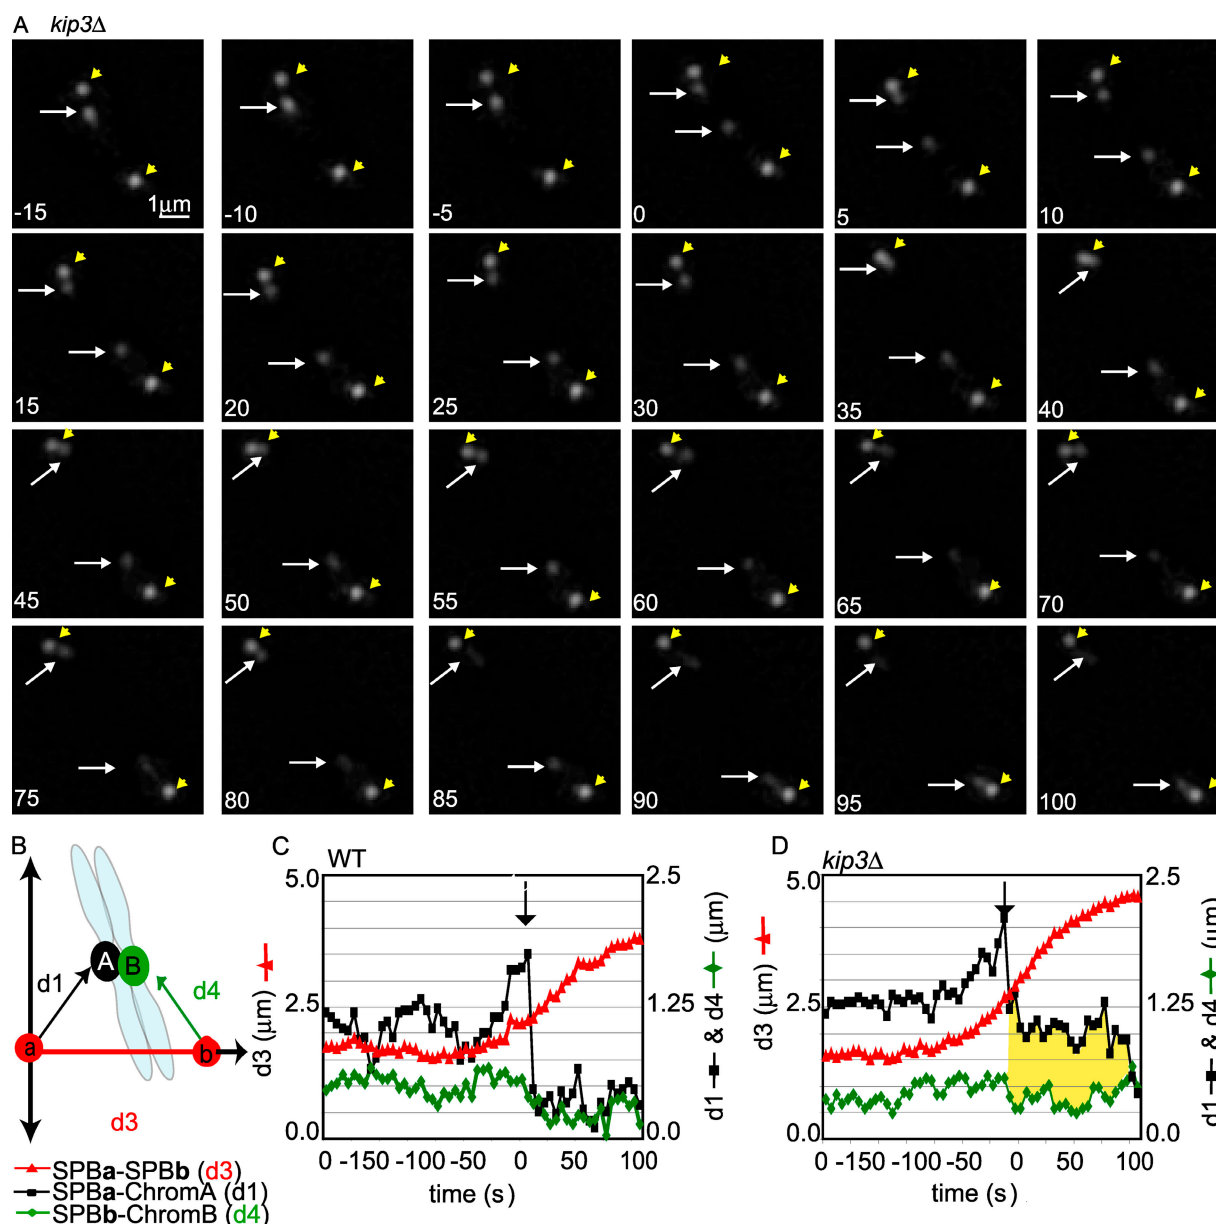 A kip3Δ
-15 1μm -10 -5 0 5 10
15 20 25 30 35 40
45 50 55 60 65 70
75 80 85 90 95 100
B
A B
d1 d4
a b
d3
SPBa-SPBb (d3)
SPBa-ChromA (d1)
SPBb-ChromB (d4)
C WT
5.0 2.5
2.5 1.25
0.0 0.0
d3 (μm)
d1 & d4 (μm)
0 -150 -100 -50 0 50 100
time (s)
D kip3Δ
5.0 2.5
2.5 1.25
0.0 0.0
d3 (μm)
d1 & d4 (μm)
0 -150 -100 -50 0 50 100
time (s)